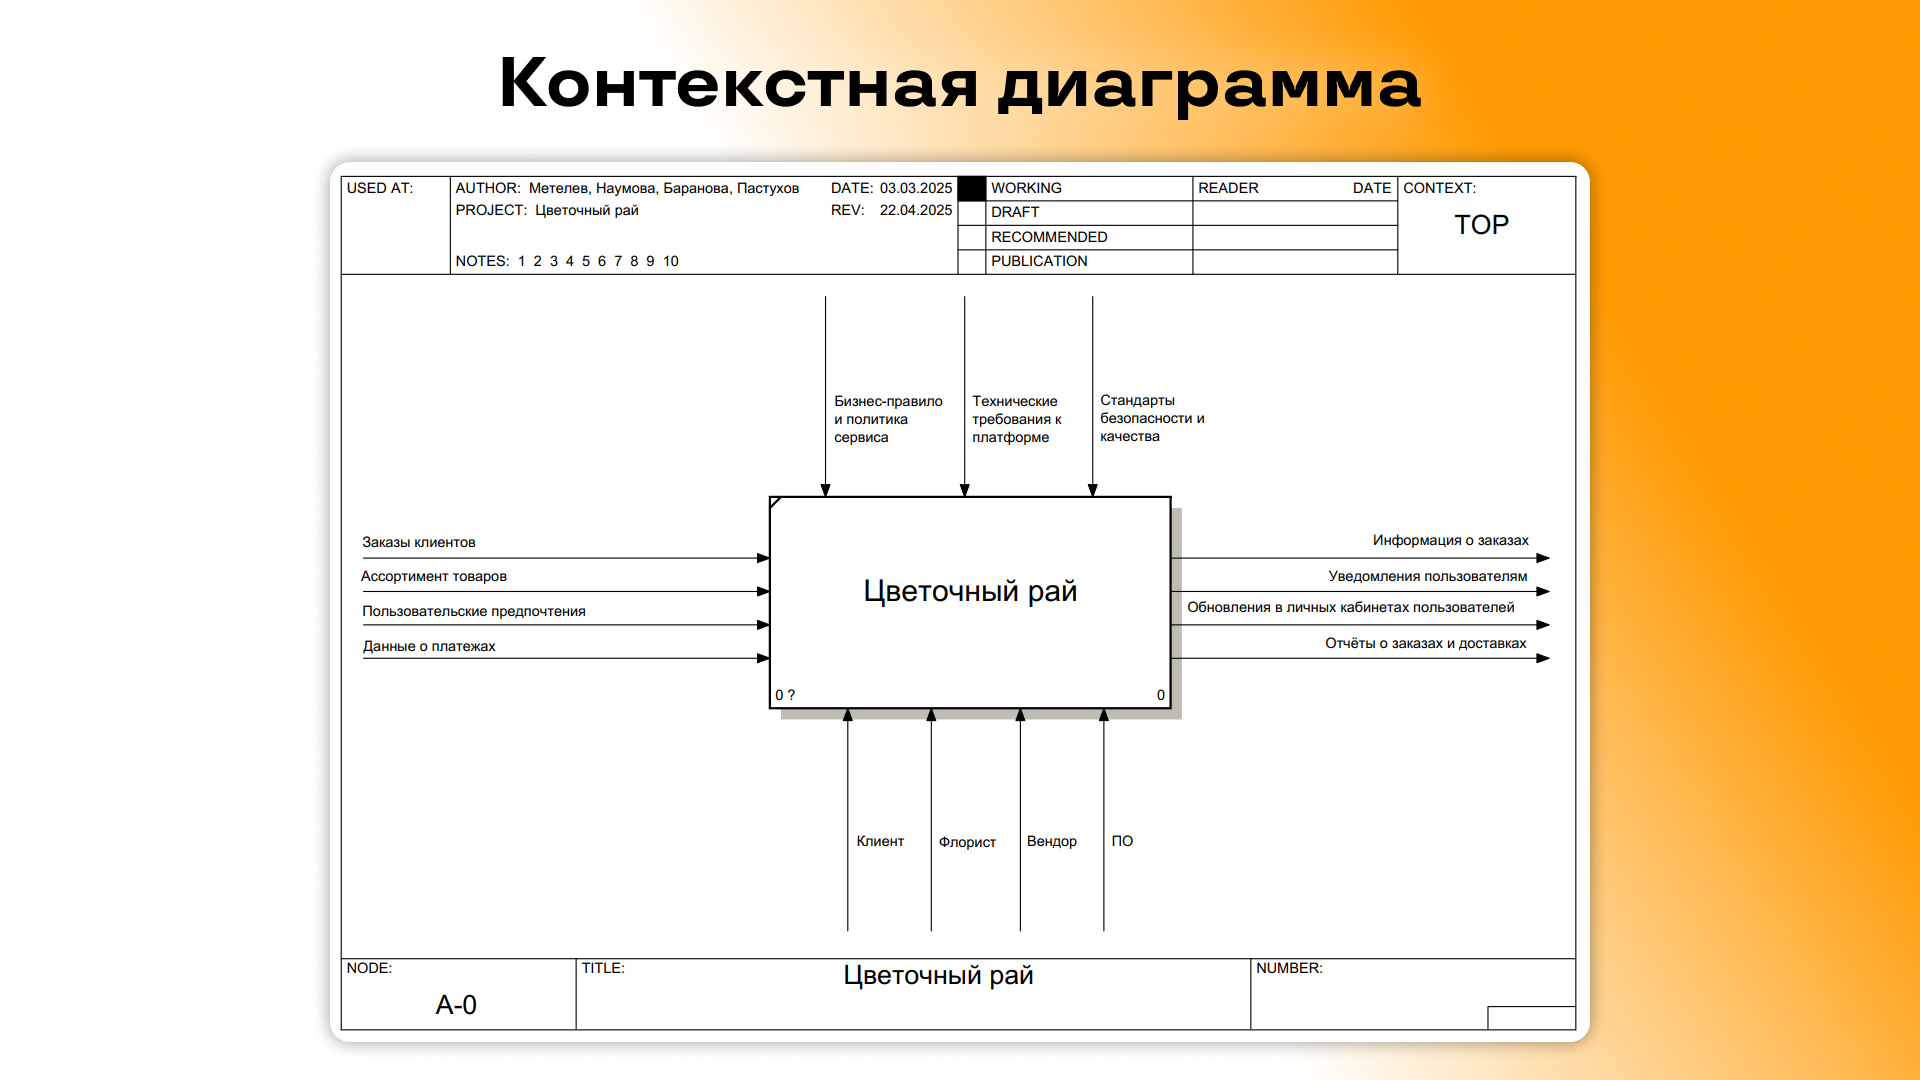 Контекстная диаграмма
USED AT:
AUTHOR: Метелев, Наумова, Баранова, Пастухов
DATE: 03.03.2025
PROJECT: Цветочный рай
REV: 22.04.2025
NOTES: 1 2 3 4 5 6 7 8 9 10
WORKING
DRAFT
RECOMMENDED
PUBLICATION
READER
DATE
CONTEXT:
TOP
Бизнес-правило
и политика
сервиса
Технические
требования к
платформе
Стандарты
безопасности и
качества
Заказы клиентов
Ассортимент товаров
Пользовательские предпочтения
Данные о платежах
Цветочный рай
0 ?
0
Информация о заказах
Уведомления пользователям
Обновления в личных кабинетах пользователей
Отчёты о заказах и доставках
Клиент
Флорист
Вендор
ПО
NODE:
A-0
TITLE:
Цветочный рай
NUMBER: